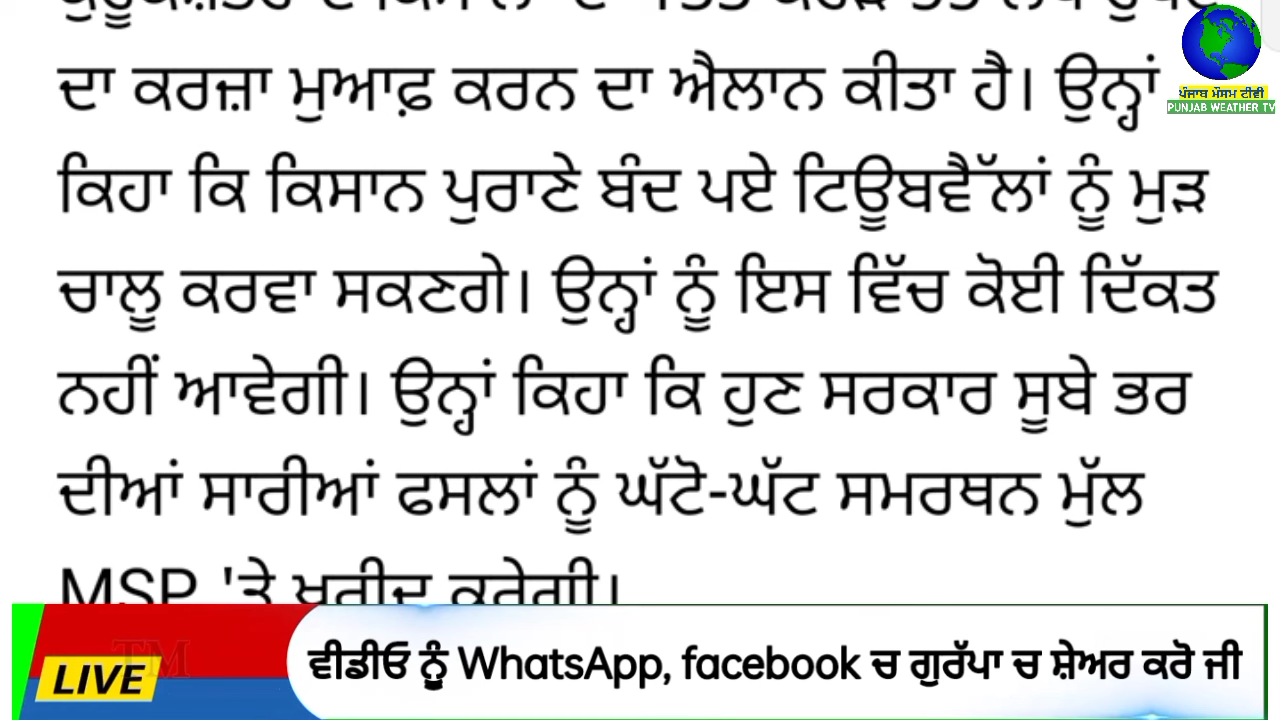 ਦਾ ਕਰਜ਼ਾ ਮੁਆਫ਼ ਕਰਨ ਦਾ ਐਲਾਨ ਕੀਤਾ ਹੈ। ਉਨ੍ਹਾਂ
ਪੰਜਾਬ ਮੌਸਮ ਟੀਵੀ
PUNJAB WEATHER TV
ਕਿਹਾ ਕਿ ਕਿਸਾਨ ਪੁਰਾਣੇ ਬੰਦ ਪਏ ਟਿਊਬਵੈੱਲਾਂ ਨੂੰ ਮੁੜ
ਚਾਲੂ ਕਰਵਾ ਸਕਣਗੇ। ਉਨ੍ਹਾਂ ਨੂੰ ਇਸ ਵਿੱਚ ਕੋਈ ਦਿੱਕਤ
ਨਹੀਂ ਆਵੇਗੀ। ਉਨ੍ਹਾਂ ਕਿਹਾ ਕਿ ਹੁਣ ਸਰਕਾਰ ਸੂਬੇ ਭਰ
ਦੀਆਂ ਸਾਰੀਆਂ ਫਸਲਾਂ ਨੂੰ ਘੱਟੋ-ਘੱਟ ਸਮਰਥਨ ਮੁੱਲ
MSP 'ਤੇ ਖਰੀਦ ਕਰੇਗੀ।
TM
LIVE
ਵੀਡੀਓ ਨੂੰ WhatsApp, facebook ਚ ਗੁਰੱਪਾ ਚ ਸ਼ੇਅਰ ਕਰੋ ਜੀ